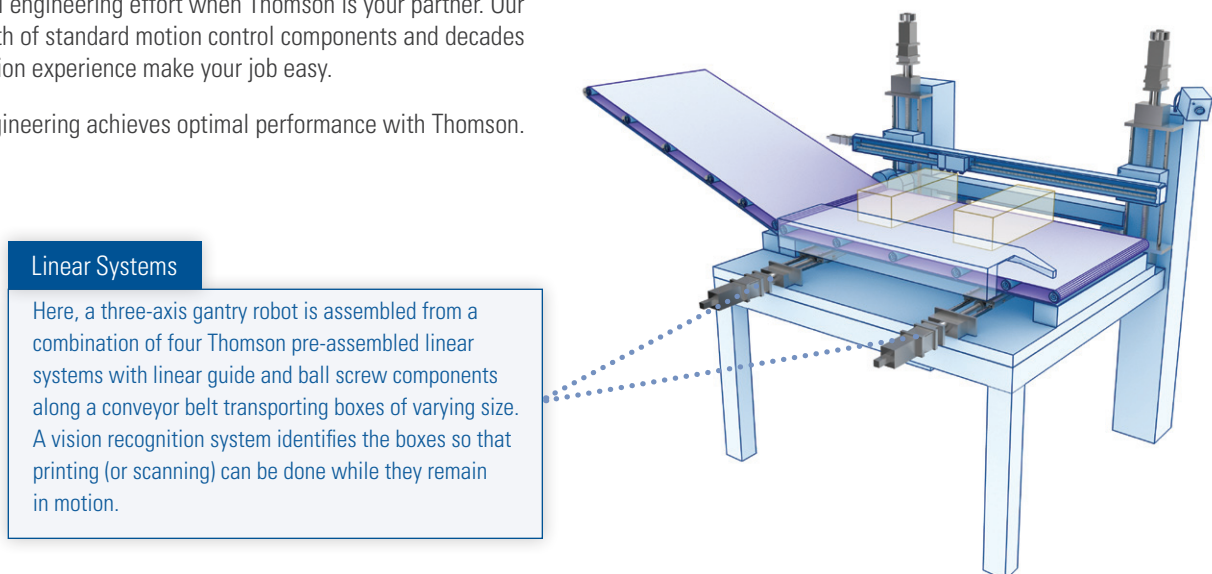 engineering effort when Thomson is your partner. Our
of standard motion control components and decades
experience make your job easy.
achieves optimal performance with Thomson.
Linear Systems
Here, a three-axis gantry robot is assembled from a
combination of four Thomson pre-assembled linear
systems with linear guide and ball screw components
along a conveyor belt transporting boxes of varying size.
A vision recognition system identifies the boxes so that
printing (or scanning) can be done while they remain
in motion.